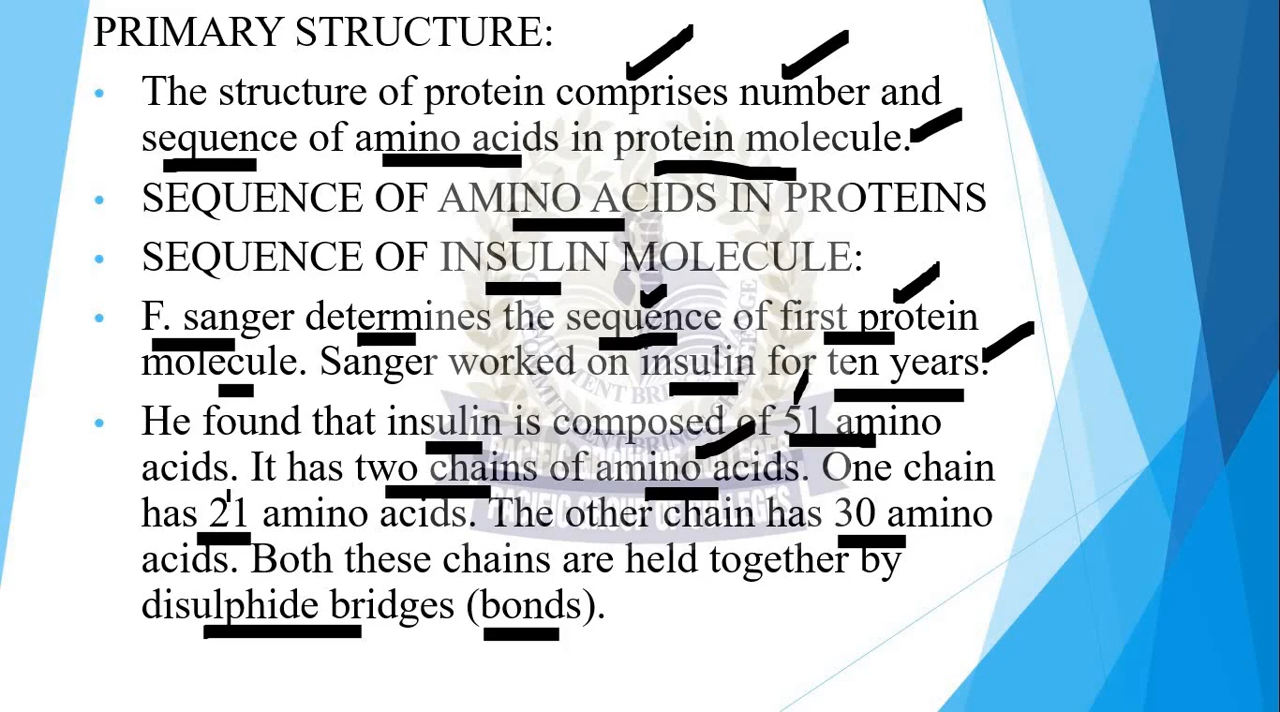 PRIMARY STRUCTURE:
• The structure of protein comprises number and
sequence of amino acids in protein molecule.
• SEQUENCE OF AMINO ACIDS IN PROTEINS
• SEQUENCE OF INSULIN MOLECULE:
• F. sanger determines the sequence of first protein
molecule. Sanger worked on insulin for ten years.
• He found that insulin is composed of 51 amino
acids. It has two chains of amino acids. One chain
has 21 amino acids. The other chain has 30 amino
acids. Both these chains are held together by
disulphide bridges (bonds).